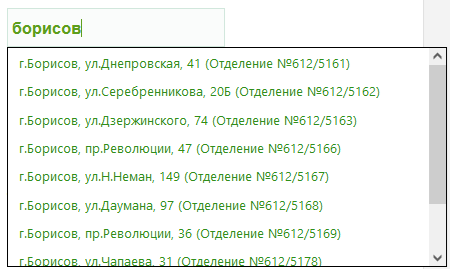 борисов
г.Борисов, ул.Днепровская, 41 (Отделение №612/5161)
г.Борисов, ул.Серебренникова, 20Б (Отделение №612/5162)
г.Борисов, ул.Дзержинского, 74 (Отделение №612/5163)
г.Борисов, пр.Революции, 47 (Отделение №612/5166)
г.Борисов, ул.Н.Неман, 149 (Отделение №612/5167)
г.Борисов, ул.Даумана, 97 (Отделение №612/5168)
г.Борисов, пр.Революции, 36 (Отделение №612/5169)
г.Борисов, ул.Чапаева, 31 (Отделение №612/5178)